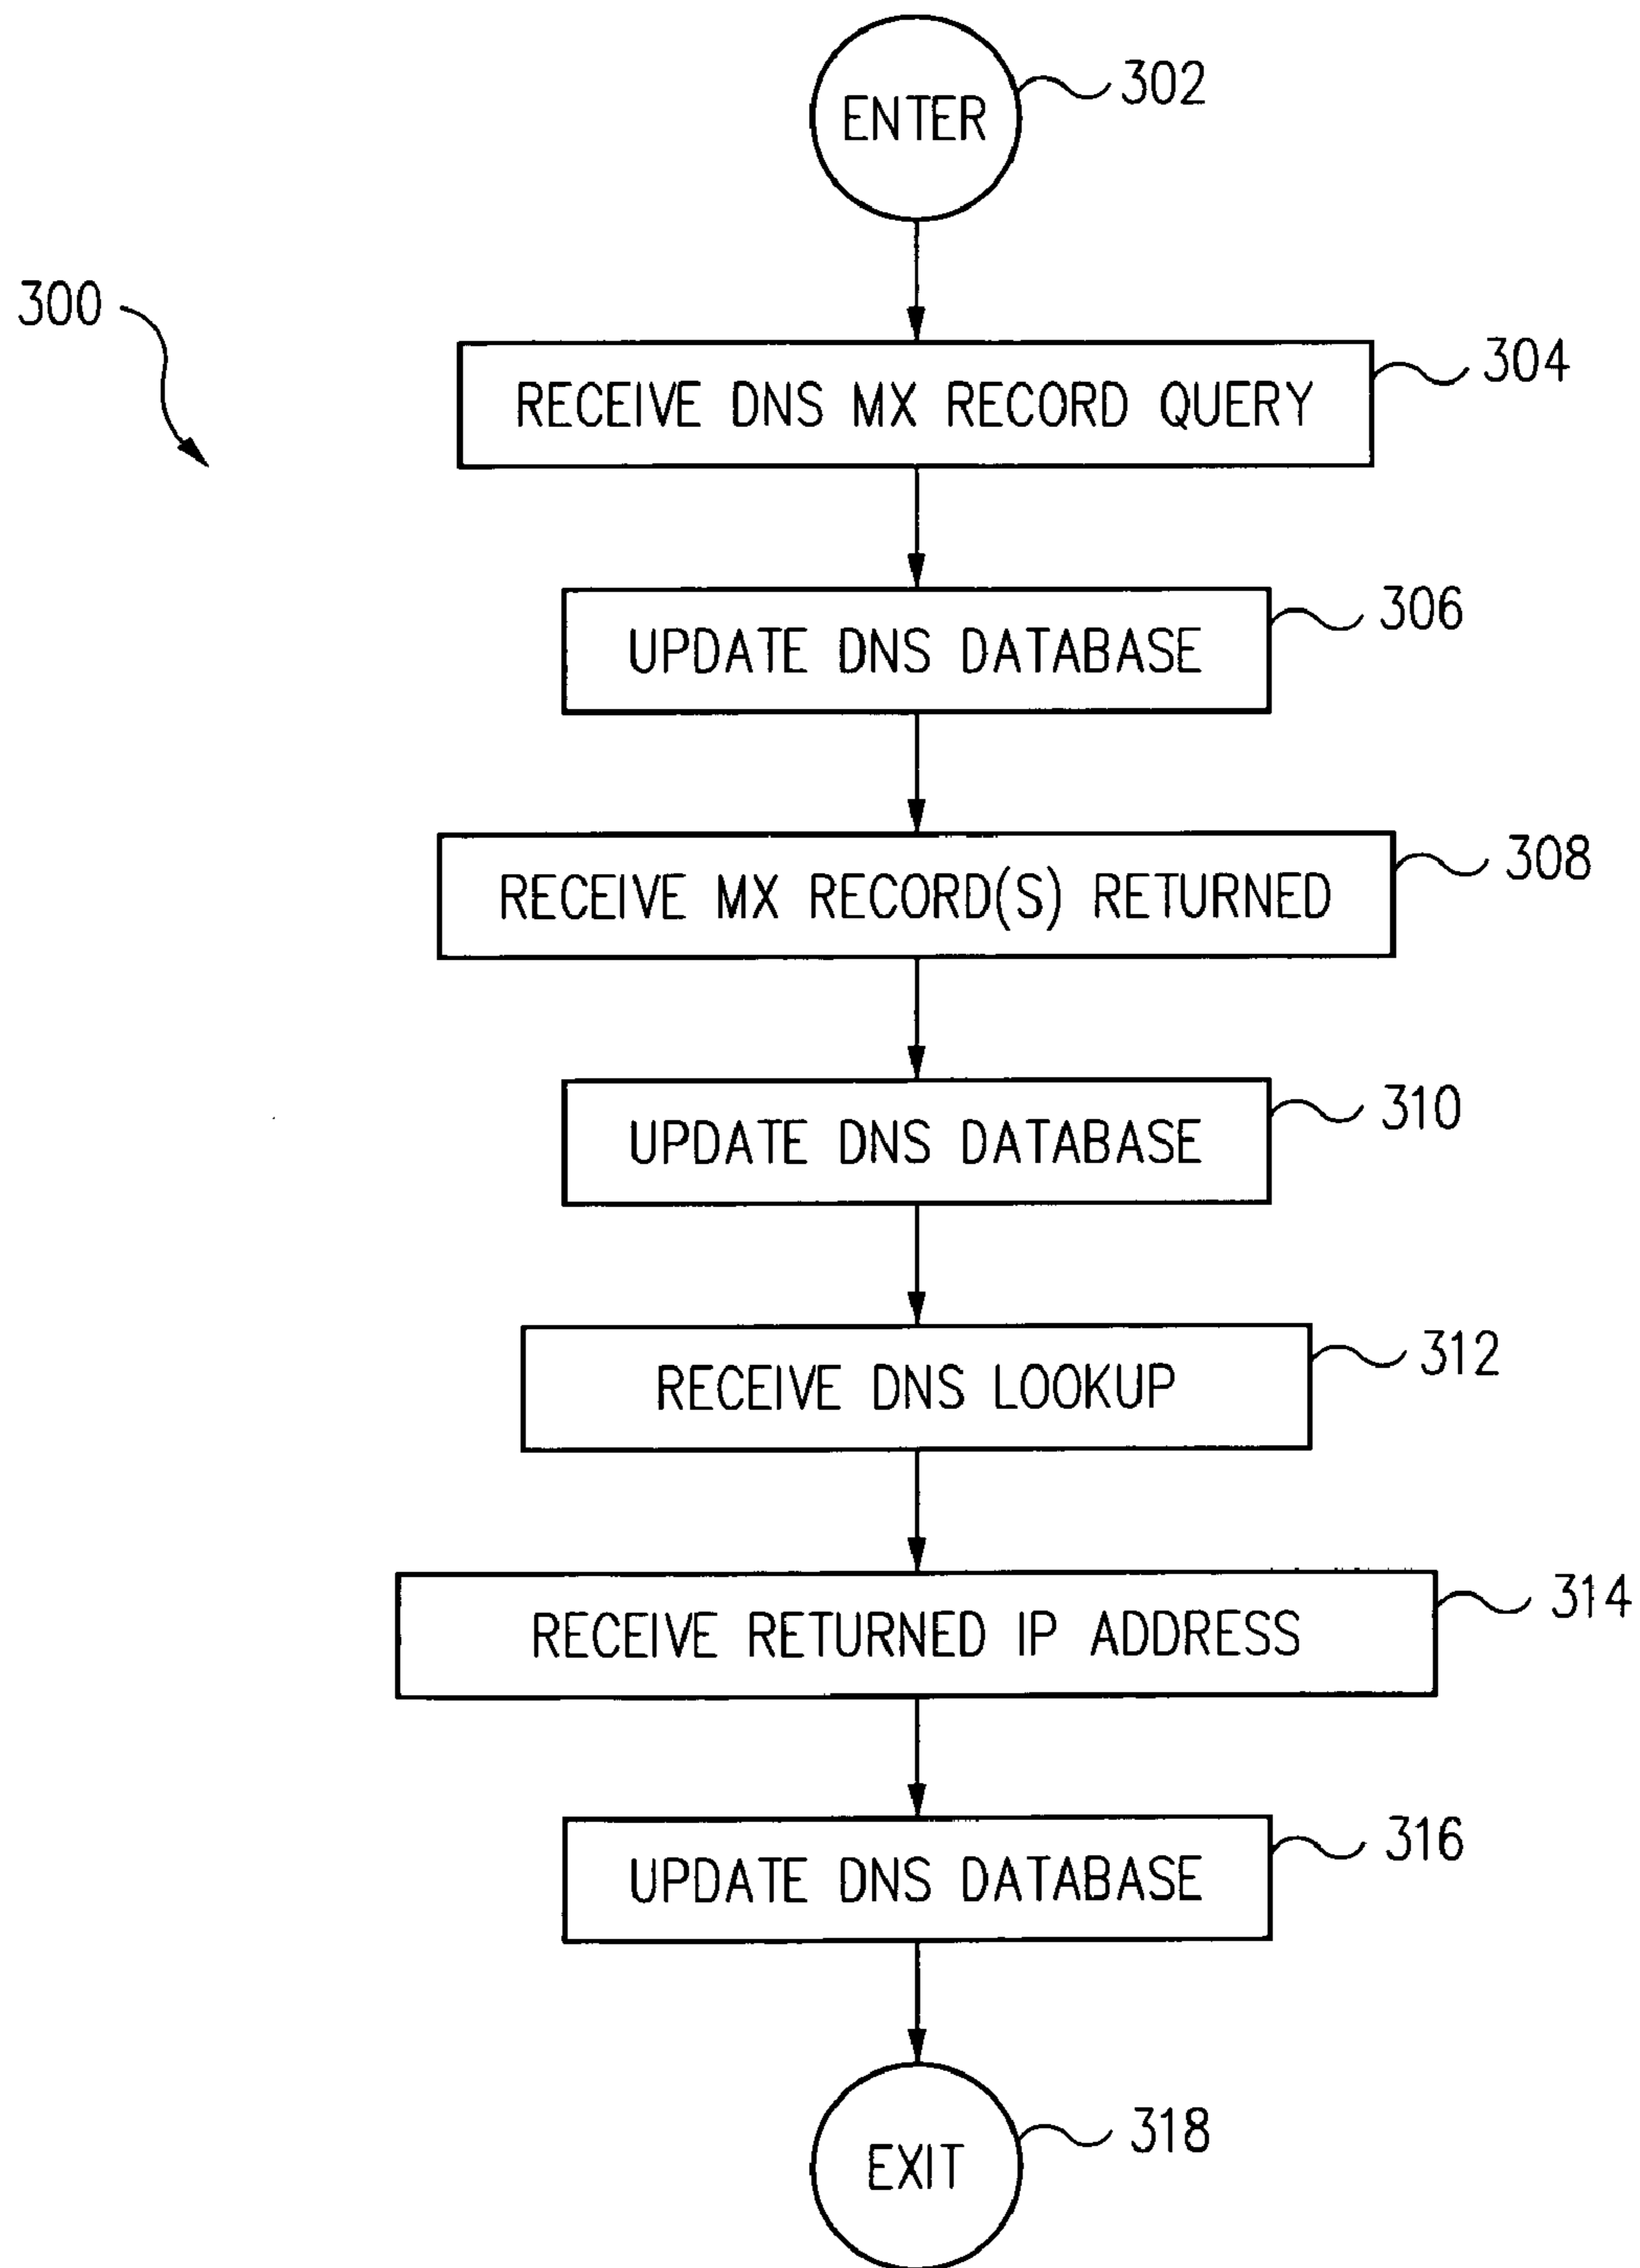 302
ENTER
300
304
RECEIVE DNS MX RECORD QUERY
306
UPDATE DNS DATABASE
308
RECEIVE MX RECORD(S) RETURNED
310
UPDATE DNS DATABASE
312
RECEIVE DNS LOOKUP
314
RECEIVE RETURNED IP ADDRESS
316
UPDATE DNS DATABASE
318
EXIT